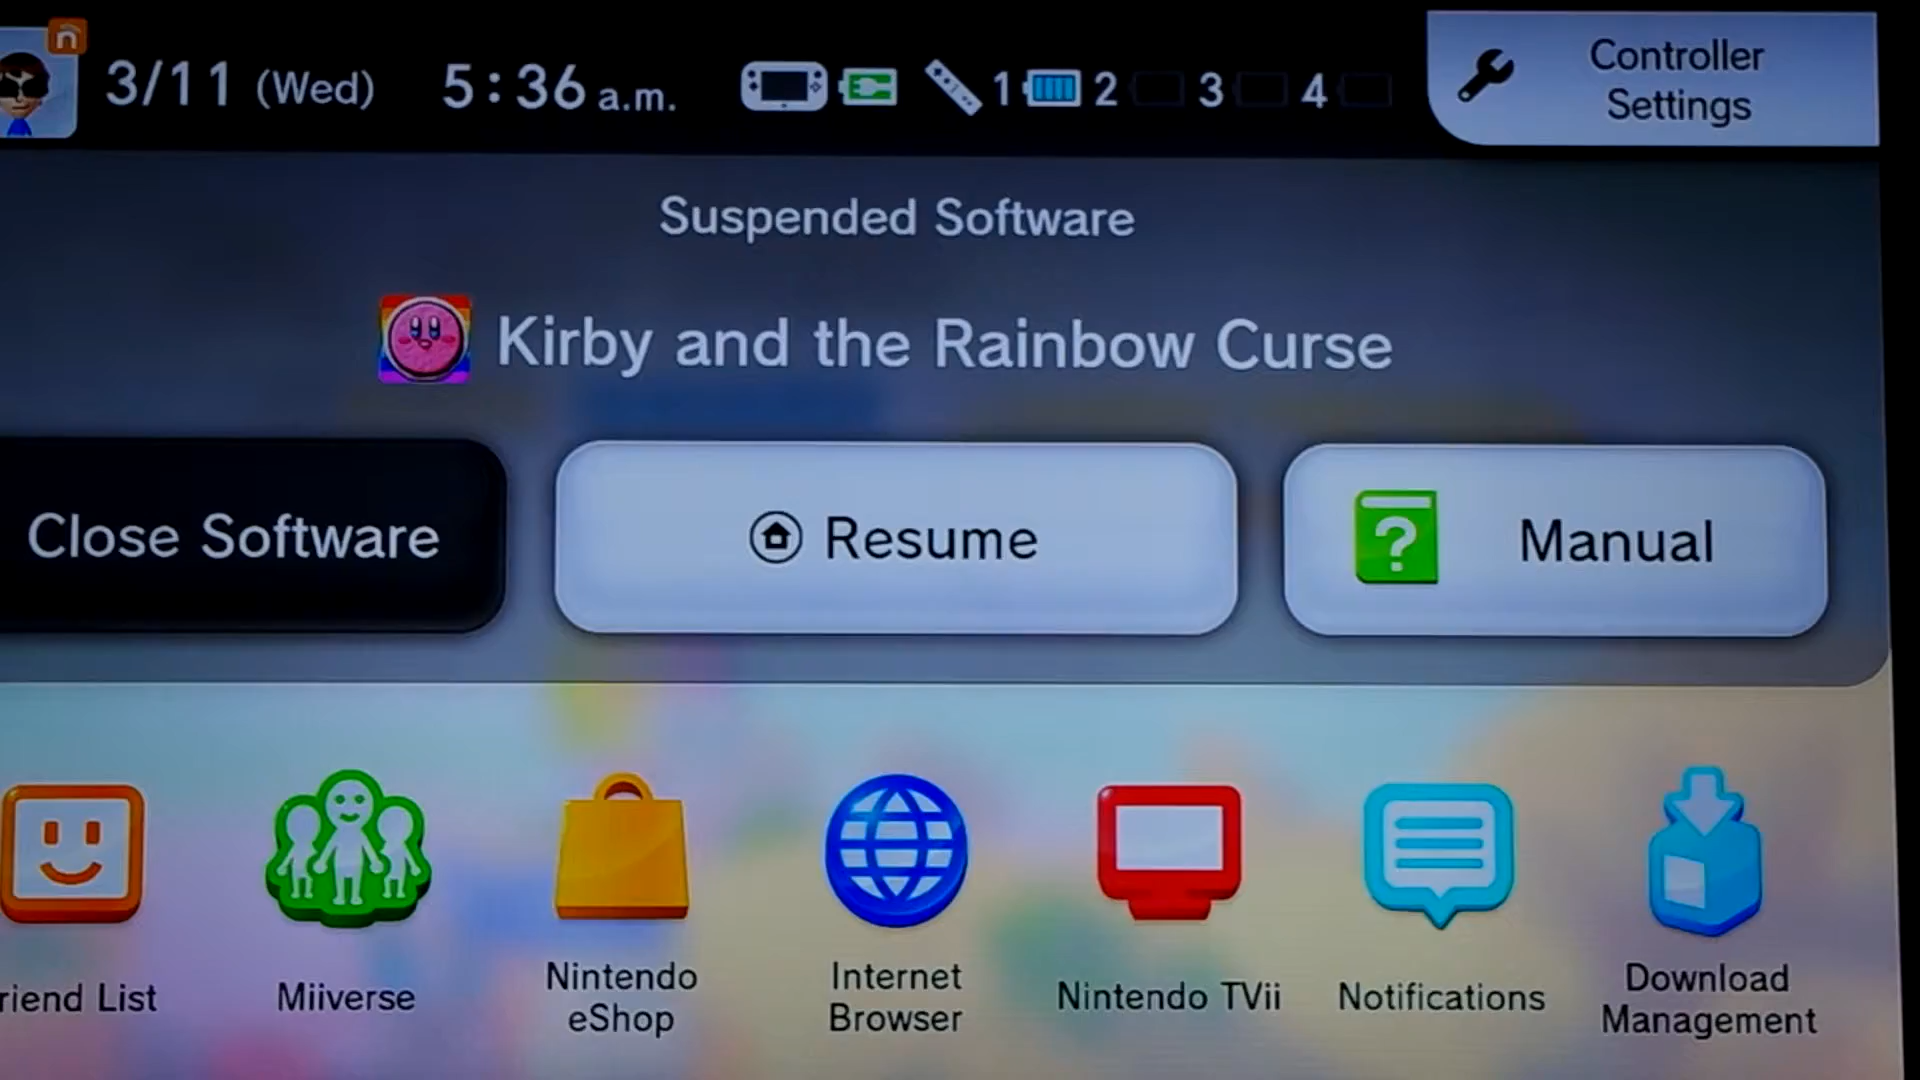 3/11 (Wed) 5:36 a.m. 1 2 3 4
Controller
Settings
Suspended Software
Kirby and the Rainbow Curse
Close Software
Resume
? Manual
riend List
Miiverse
Nintendo
eShop
Internet
Browser
Nintendo TVii
Notifications
Download
Management